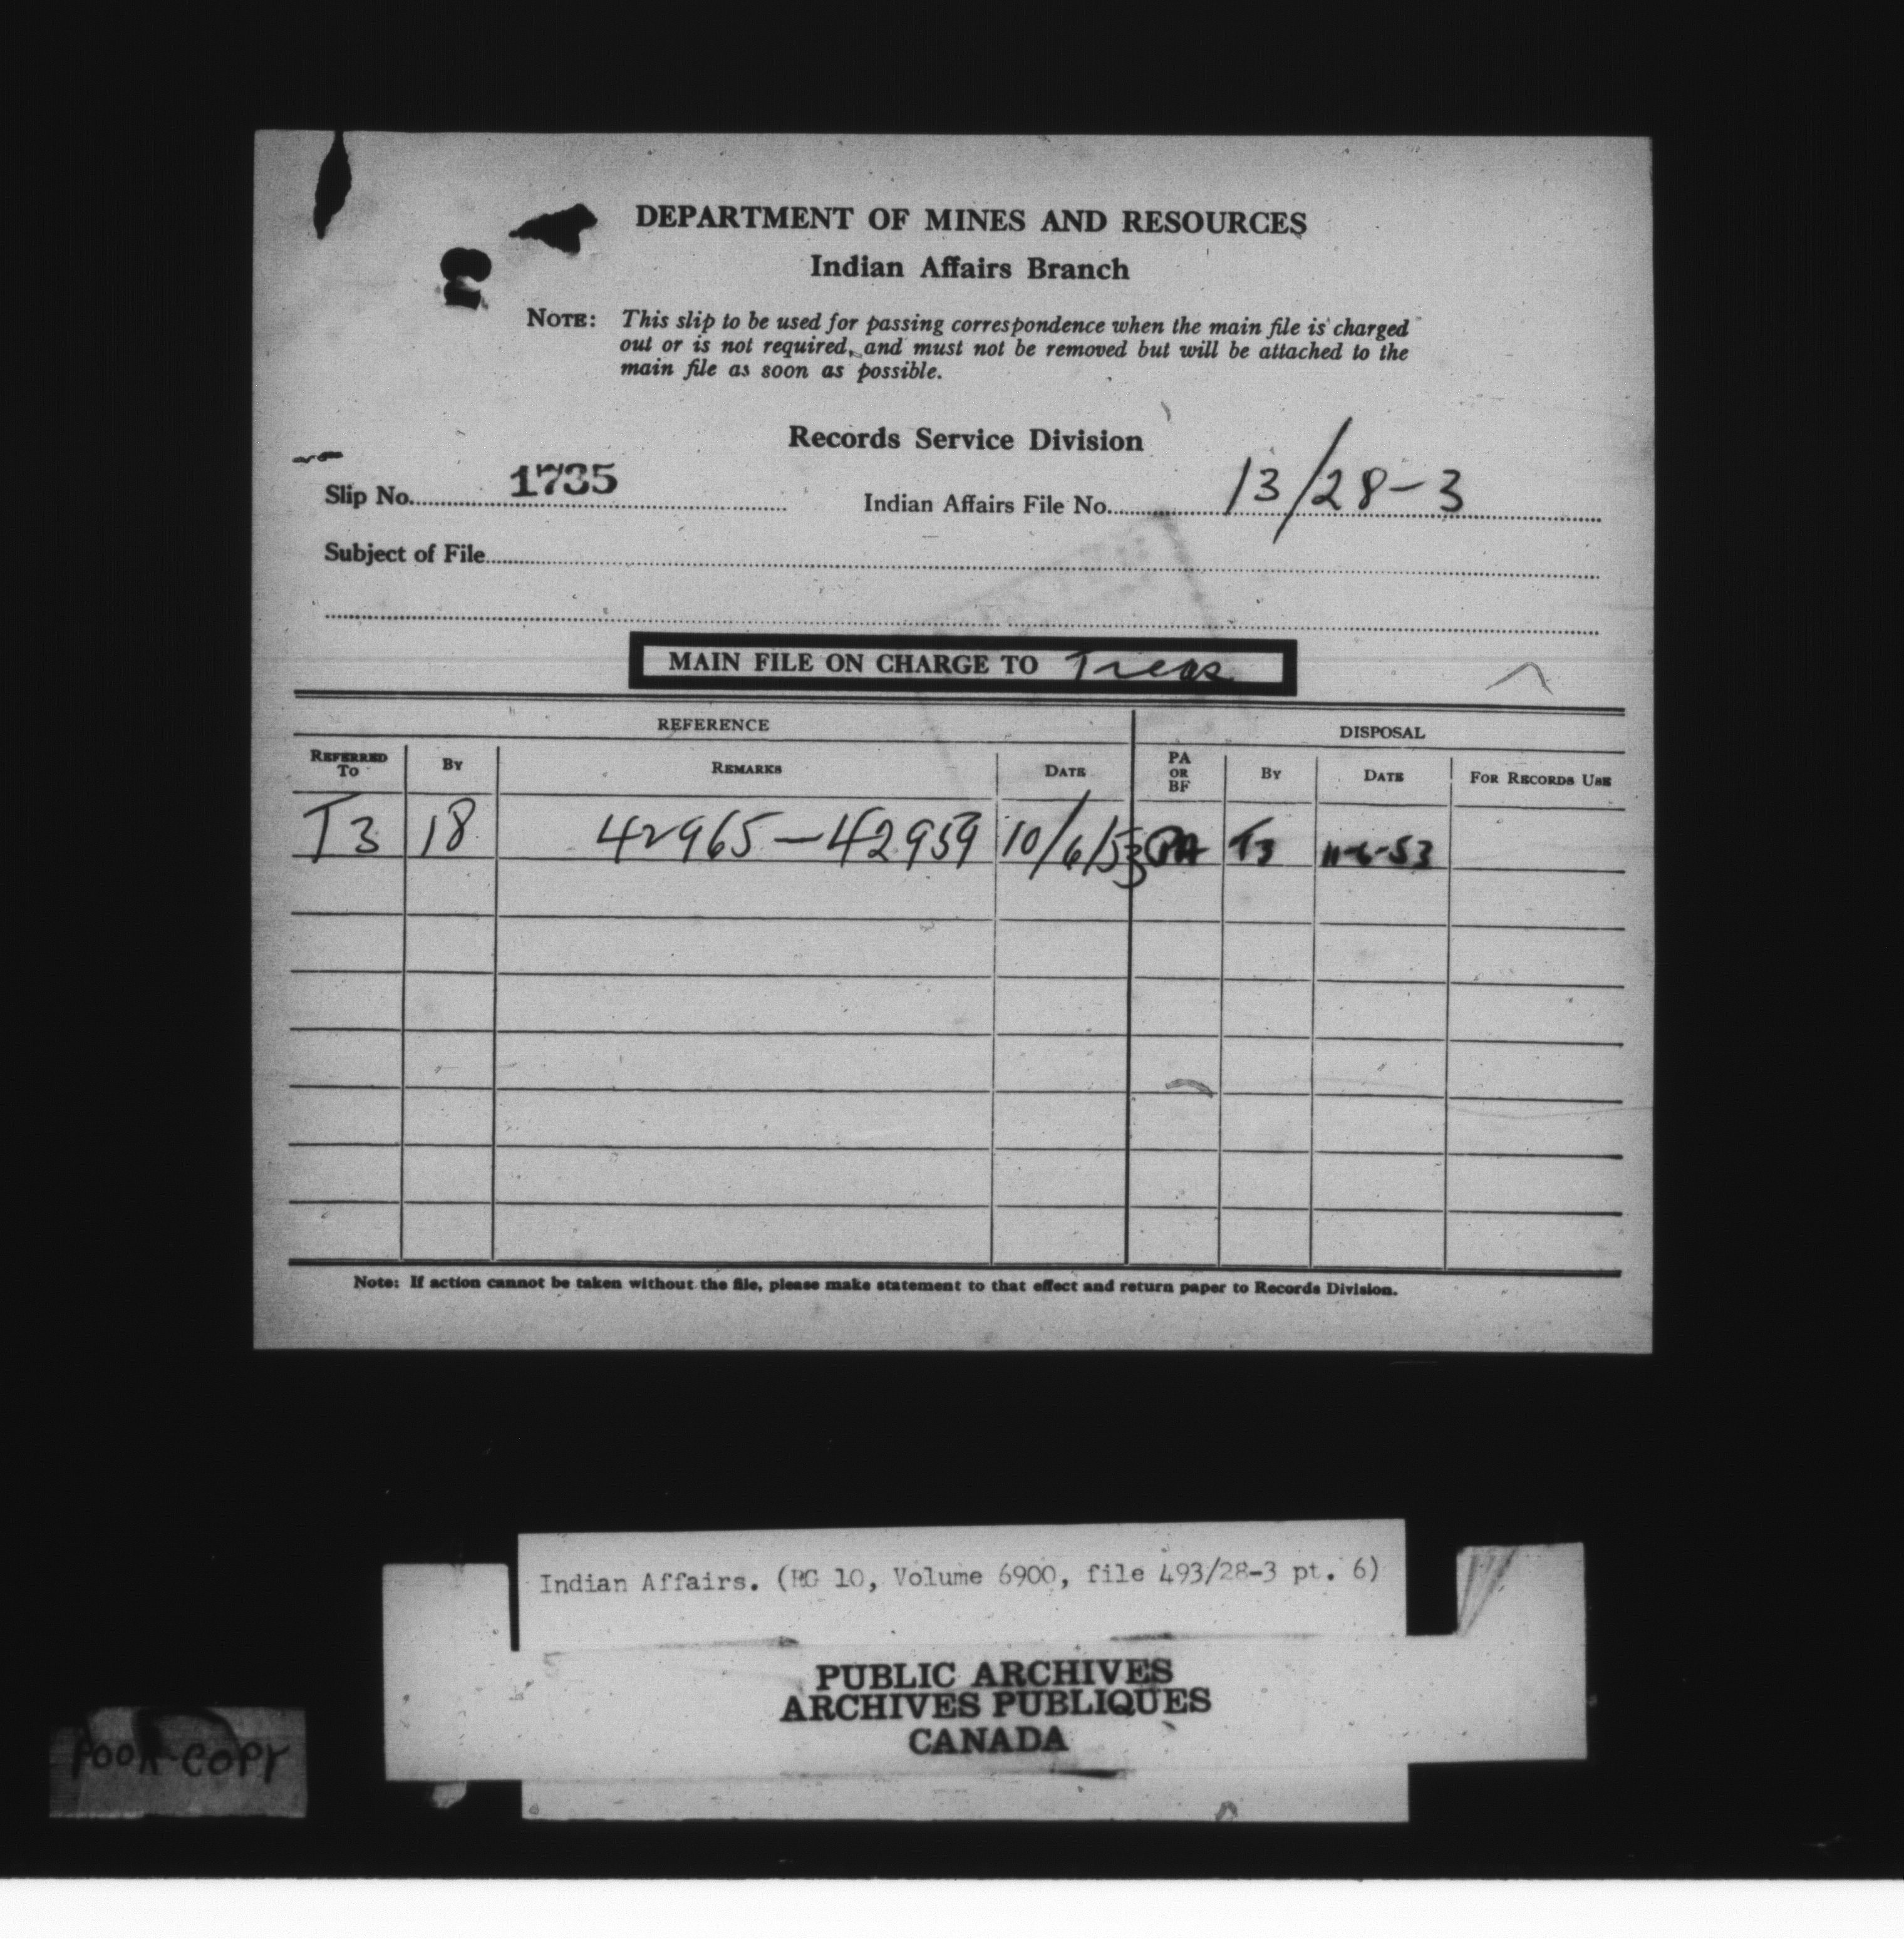 DEPARTMENT OF MINES AND RESOURCES
Indian Affairs Branch
NOTE: This slip to be used for passing correspondence when the main file is charged
out or is not required, and must not be removed but will be attached to the
main file as soon as possible.
Records Service Division
Slip No. 1735 Indian Affairs File No. 13/28-3
Subject of File
MAIN FILE ON CHARGE TO Treas
REFERENCE DISPOSAL
REFERRED TO BY REMARKS DATE PA OR BF BY DATE FOR RECORDS USE
T3 18 42965-42959 10/6/53 PA T3 11-6-53
Note: If action cannot be taken without the file, please make statement to that effect and return paper to Records Division.
Indian Affairs. (RG 10, Volume 6900, file 493/28-3 pt. 6)
PUBLIC ARCHIVES
ARCHIVES PUBLIQUES
CANADA
POOR COPY